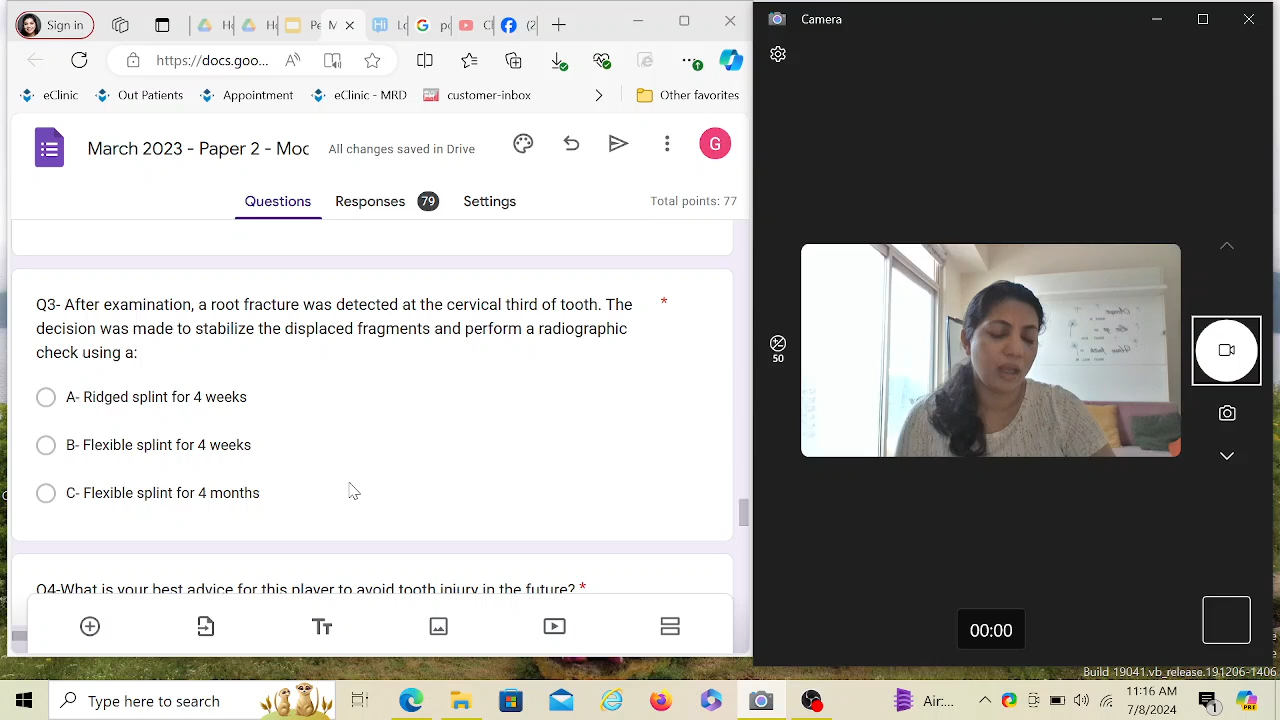 Sign
Camera
https://docs.goo...
eClinic
Out Patients
Appointment
eClinic - MRD
customer-inbox
Other favorites
March 2023 - Paper 2 - Moc
All changes saved in Drive
G
Questions
Responses
79
Settings
Total points: 77
Q3- After examination, a root fracture was detected at the cervical third of tooth. The
decision was made to stabilize the displaced fragments and perform a radiographic
check using a:
*
A- Ridged splint for 4 weeks
B- Flexible splint for 4 weeks
C- Flexible splint for 4 months
Q4-What is your best advice for this player to avoid tooth injury in the future? *
50
00:00
Build 19041.vb_release.191206-1406
Type here to search
Air...
11:16 AM
7/8/2024
1
PRE